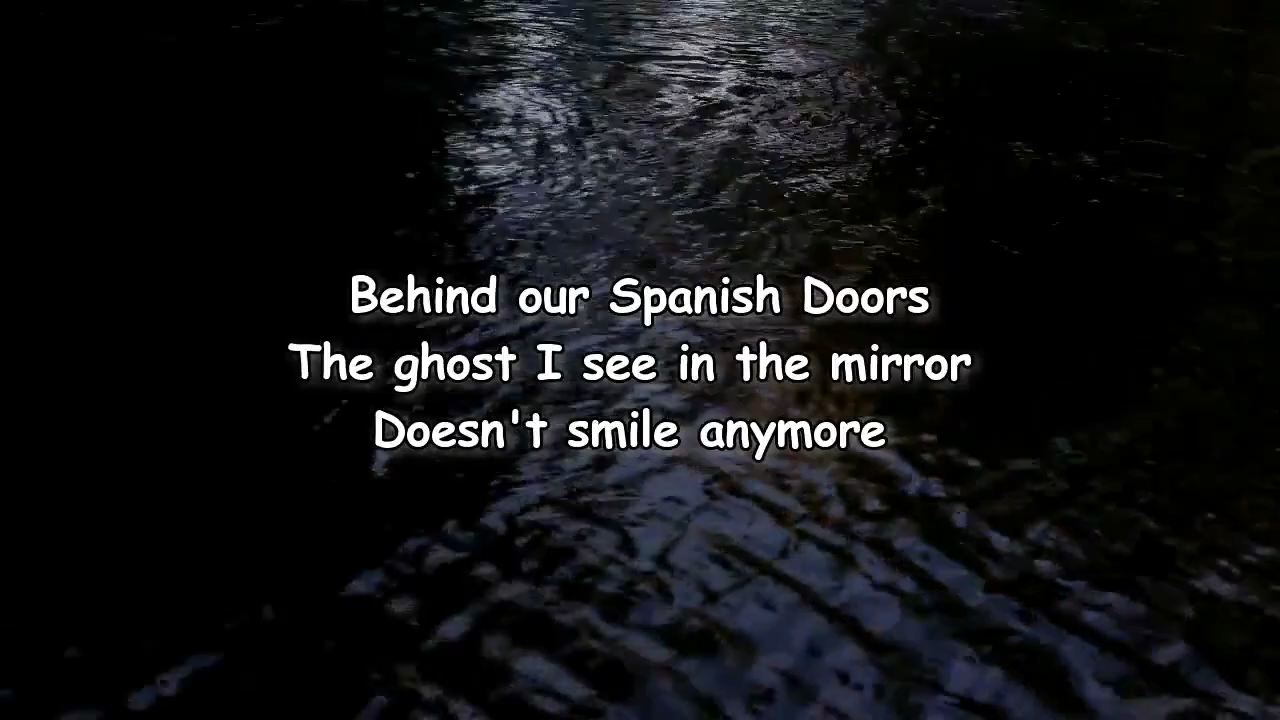 Behind our Spanish Doors
The ghost I see in the mirror
Doesn't smile anymore